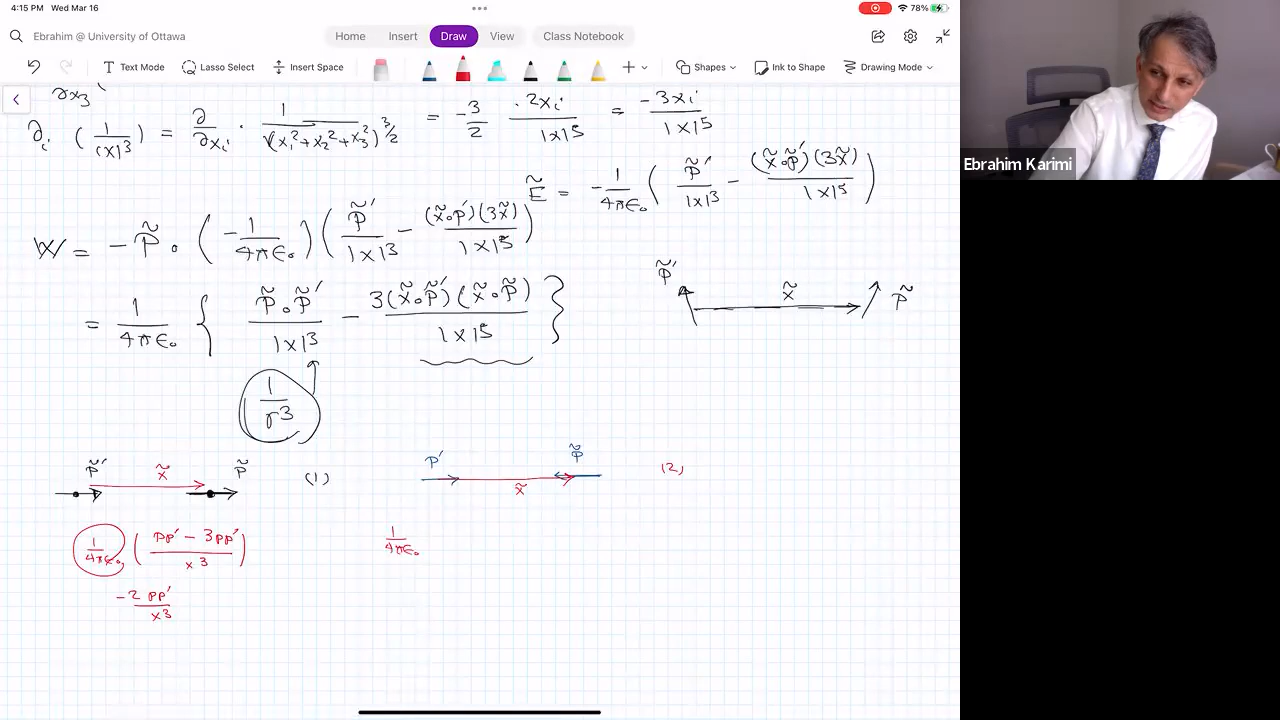 4:15 PM Wed Mar 16
78%
Ebrahim @ University of Ottawa
Home Insert Draw View Class Notebook
Text Mode Lasso Select Insert Space Shapes Ink to Shape Drawing Mode
∂x₃ (
∂ᵢ (1/|x|³) = ∂/∂xᵢ · 1/(x₁²+x₂²+x₃²)^3/2 = -3/2 · 2xᵢ/|x|⁵ = -3xᵢ/|x|⁵
Ẽ = -1/4πϵ₀ ( p̃'/|x|³ - (x̃∘p̃')(3x̃)/|x|⁵ )
W = - p̃ ∘ (-1/4πϵ₀) ( p̃'/|x|³ - (x̃∘p')(3x̃)/|x|⁵ )
p̃' x̃ p̃
= 1/4πϵ₀ { p̃∘p̃'/|x|³ - 3(x̃∘p̃')(x̃∘p̃)/|x|⁵ }
1/r³
p̃' x̃ p̃ (1)
p' x̃ p̃ (2)
1/4πϵ₀ ( pp' - 3pp'/x³ )
1/4πϵ₀
-2pp'/x³
Ebrahim Karimi